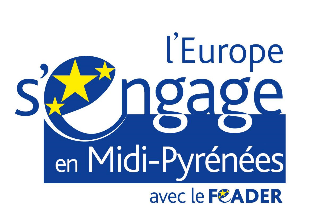 l'Europe
s'engage
en Midi-Pyrénées
avec le FEADER